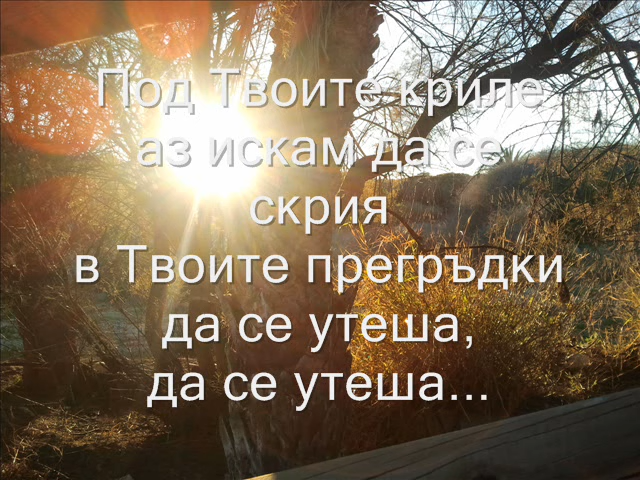 Под Твоите криле
аз искам да се
скрия
в Твоите прегръдки
да се утеша,
да се утеша...